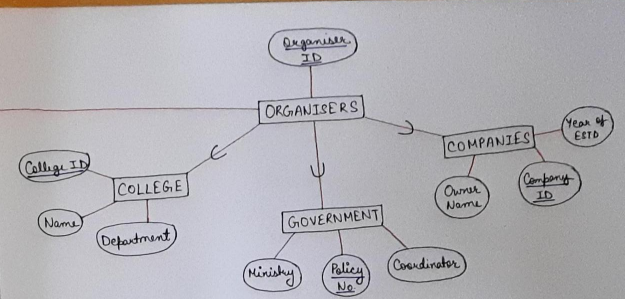 Organiser
ID
ORGANISERS
Year of
ESTD
COMPANIES
College ID
COLLEGE
Owner
Name
Company
ID
Name
Department
GOVERNMENT
Ministry
Policy
No
Coordinator